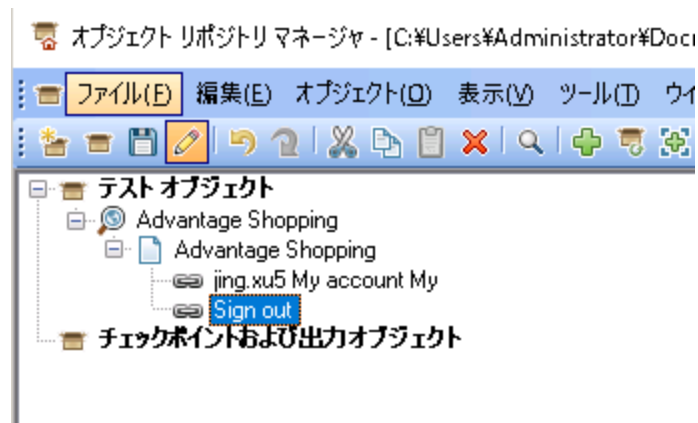 オブジェクト リポジトリ マネージャ - [C:¥Users¥Administrator¥Docu
ファイル(F) 編集(E) オブジェクト(O) 表示(V) ツール(T) ウイ
テスト オブジェクト
Advantage Shopping
Advantage Shopping
jing.xu5 My account My
Sign out
チェックポイントおよび出力オブジェクト